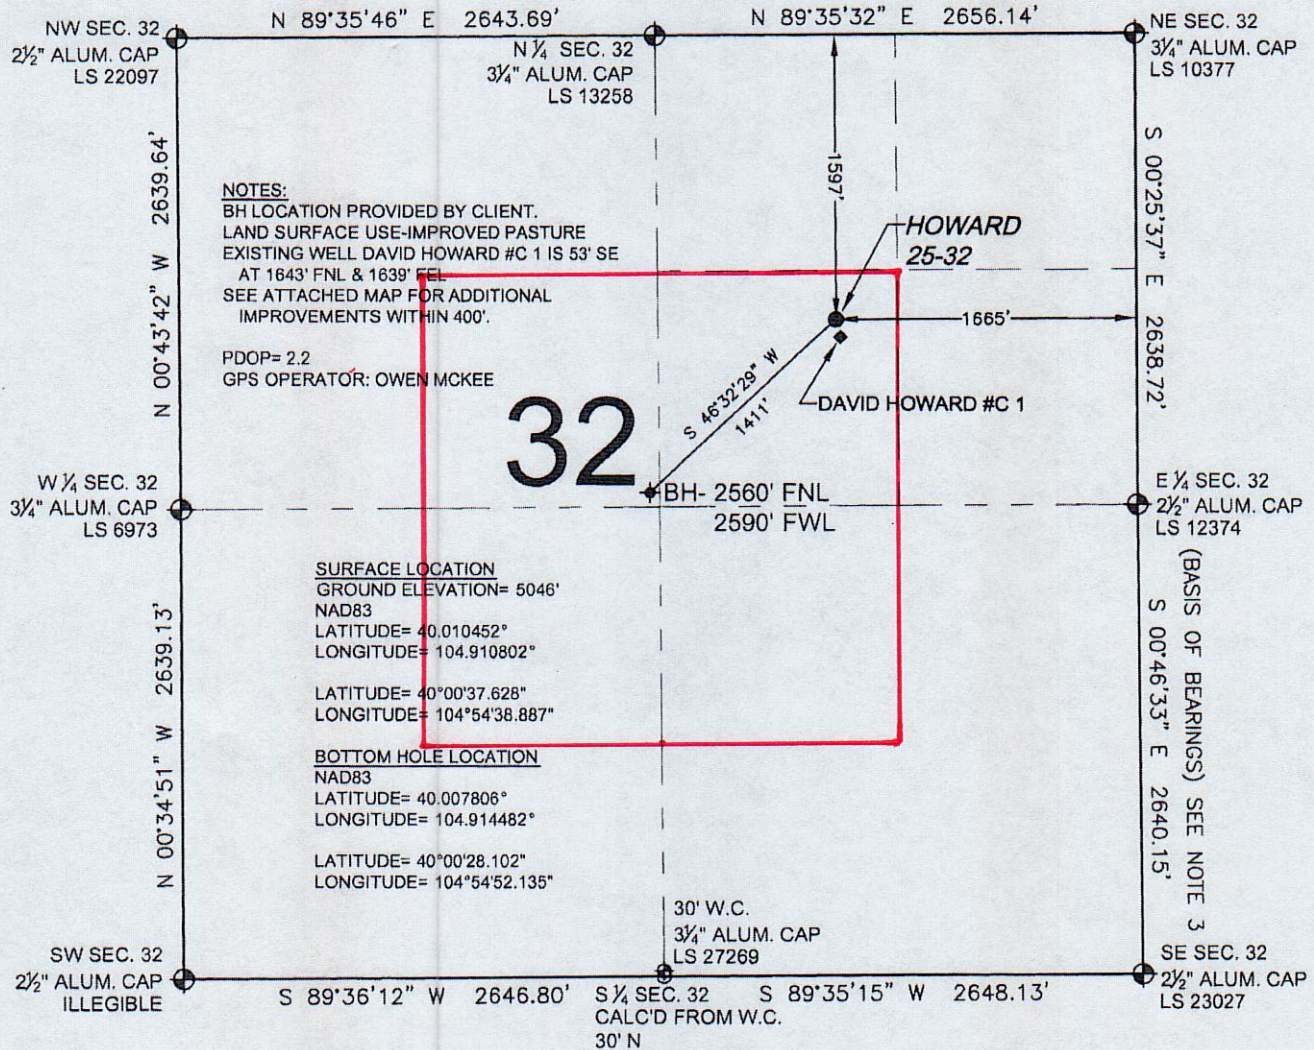 N 89°35'46" E 2643.69'
N 89°35'32" E 2656.14'
NW SEC. 32
2½" ALUM. CAP
LS 22097
N ¼ SEC. 32
3¼" ALUM. CAP
LS 13258
NE SEC. 32
3¼" ALUM. CAP
LS 10377
N 00°43'42" W 2639.64'
S 00°25'37" E 2638.72'
1597'
NOTES:
BH LOCATION PROVIDED BY CLIENT.
LAND SURFACE USE-IMPROVED PASTURE
EXISTING WELL DAVID HOWARD #C 1 IS 53' SE
AT 1643' FNL & 1639' FEL
SEE ATTACHED MAP FOR ADDITIONAL
IMPROVEMENTS WITHIN 400'.
PDOP= 2.2
GPS OPERATOR: OWEN MCKEE
HOWARD
25-32
1665'
DAVID HOWARD #C 1
S 46°32'29" W
1411'
32
BH- 2560' FNL
2590' FWL
W ¼ SEC. 32
3¼" ALUM. CAP
LS 6973
E ¼ SEC. 32
2½" ALUM. CAP
LS 12374
SURFACE LOCATION
GROUND ELEVATION= 5046'
NAD83
LATITUDE= 40.010452°
LONGITUDE= 104.910802°
LATITUDE= 40°00'37.628"
LONGITUDE= 104°54'38.887"
BOTTOM HOLE LOCATION
NAD83
LATITUDE= 40.007806°
LONGITUDE= 104.914482°
LATITUDE= 40°00'28.102"
LONGITUDE= 104°54'52.135"
N 00°34'51" W 2639.13'
S 00°46'33" E 2640.15'
(BASIS OF BEARINGS) SEE NOTE 3
30' W.C.
3¼" ALUM. CAP
LS 27269
SW SEC. 32
2½" ALUM. CAP
ILLEGIBLE
S 89°36'12" W 2646.80'
S ¼ SEC. 32
CALC'D FROM W.C.
30' N
S 89°35'15" W 2648.13'
SE SEC. 32
2½" ALUM. CAP
LS 23027